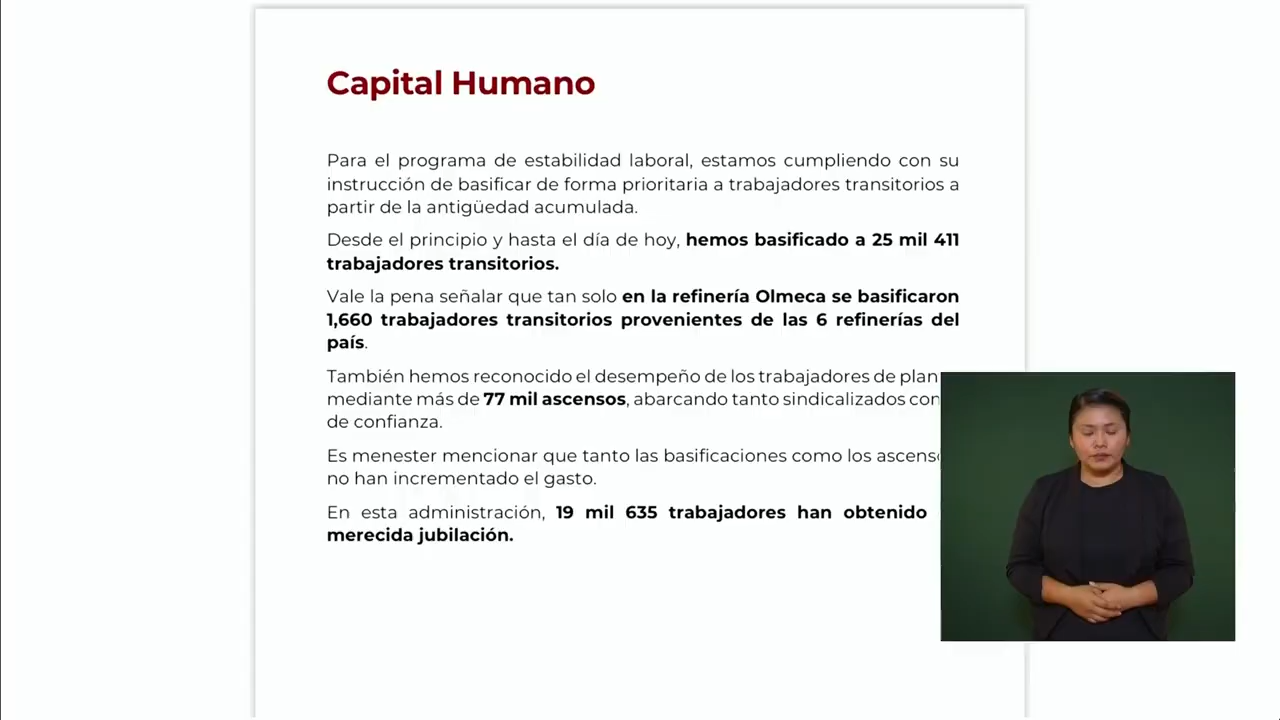 Capital Humano
Para el programa de estabilidad laboral, estamos cumpliendo con su
instrucción de basificar de forma prioritaria a trabajadores transitorios a
partir de la antigüedad acumulada.
Desde el principio y hasta el día de hoy, hemos basificado a 25 mil 411
trabajadores transitorios.
Vale la pena señalar que tan solo en la refinería Olmeca se basificaron
1,660 trabajadores transitorios provenientes de las 6 refinerías del
país.
También hemos reconocido el desempeño de los trabajadores de
mediante más de 77 mil ascensos, abarcando tanto sindicalizados
de confianza.
Es menester mencionar que tanto las basificaciones como los
no han incrementado el gasto.
En esta administración, 19 mil 635 trabajadores han obtenido
merecida jubilación.